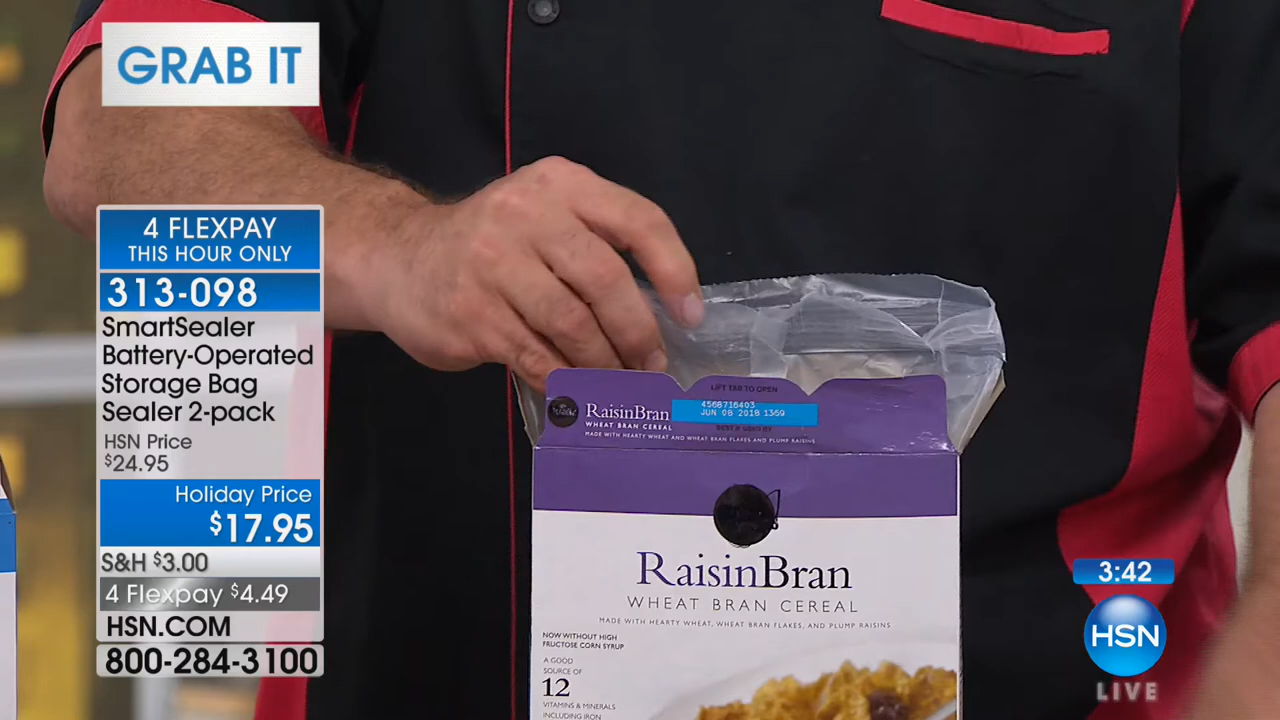 GRAB IT
4 FLEXPAY
THIS HOUR ONLY
313-098
SmartSealer
Battery-Operated
Storage Bag
Sealer 2-pack
HSN Price
$24.95
Holiday Price
$17.95
S&H $3.00
4 Flexpay $4.49
HSN.COM
800-284-3100
LIFT TAB TO OPEN
4568716403
JUN 08 2018 1359
RaisinBran
WHEAT BRAN CEREAL
BEST IF USED BY
MADE WITH HEARTY WHEAT AND WHEAT BRAN FLAKES AND PLUMP RAISINS
RaisinBran
WHEAT BRAN CEREAL
MADE WITH HEARTY WHEAT, WHEAT BRAN FLAKES, AND PLUMP RAISINS
NOW WITHOUT HIGH
FRUCTOSE CORN SYRUP
A GOOD
SOURCE OF
12
VITAMINS & MINERALS
INCLUDING IRON
3:42
HSN
LIVE